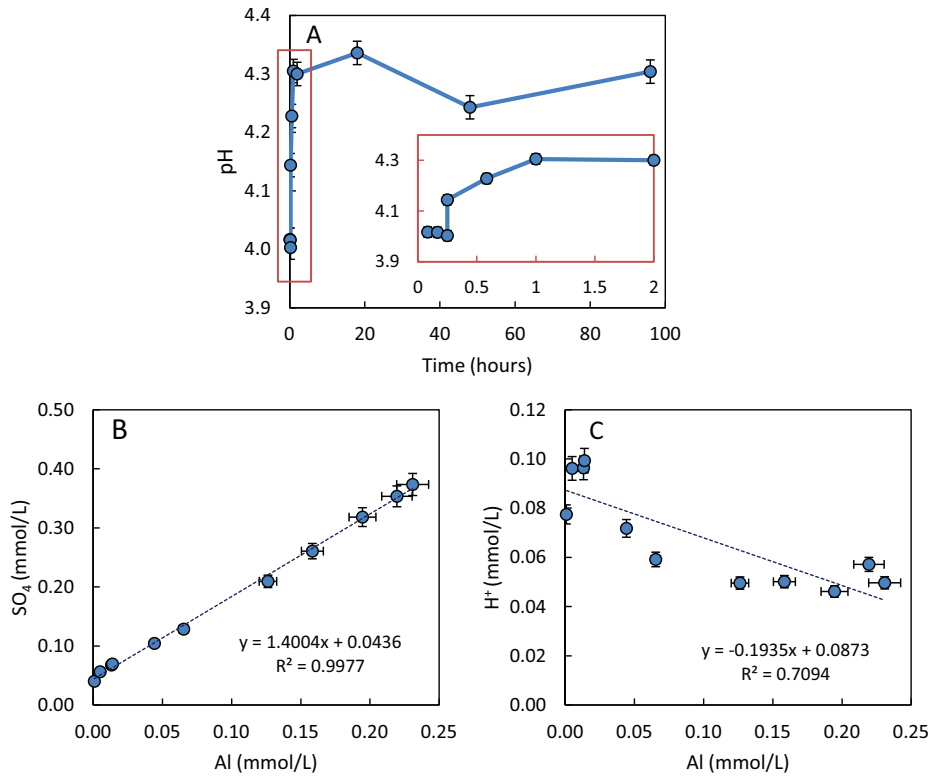 A
4.4
4.3
4.2
4.1
4.0
3.9
pH
0 20 40 60 80 100
Time (hours)
4.3
4.1
3.9
0 0.5 1 1.5 2
B
0.50
0.40
0.30
0.20
0.10
0.00
SO₄ (mmol/L)
y = 1.4004x + 0.0436
R² = 0.9977
0.00 0.05 0.10 0.15 0.20 0.25
Al (mmol/L)
C
0.12
0.10
0.08
0.06
0.04
0.02
0.00
H⁺ (mmol/L)
y = -0.1935x + 0.0873
R² = 0.7094
0.00 0.05 0.10 0.15 0.20 0.25
Al (mmol/L)